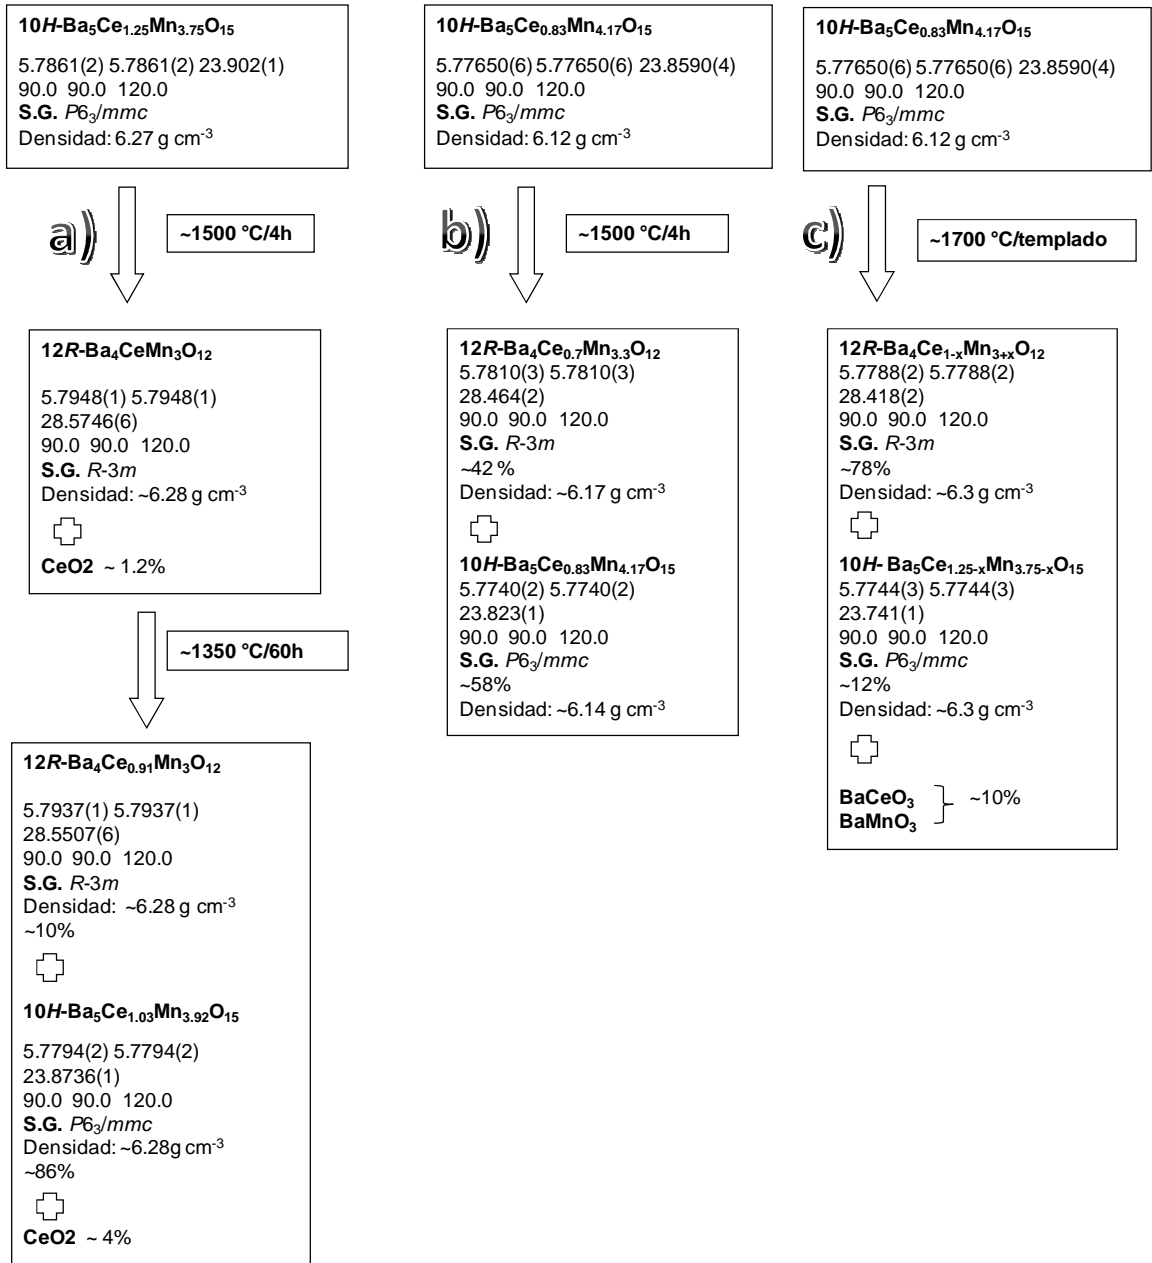 10H-Ba₅Ce₁.₂₅Mn₃.₇₅O₁₅
5.7861(2) 5.7861(2) 23.902(1)
90.0 90.0 120.0
S.G. P6₃/mmc
Densidad: 6.27 g cm⁻³
a)
~1500 °C/4h
12R-Ba₄CeMn₃O₁₂
5.7948(1) 5.7948(1)
28.5746(6)
90.0 90.0 120.0
S.G. R-3m
Densidad: ~6.28 g cm⁻³
CeO2 ~ 1.2%
~1350 °C/60h
12R-Ba₄Ce₀.₉₁Mn₃O₁₂
5.7937(1) 5.7937(1)
28.5507(6)
90.0 90.0 120.0
S.G. R-3m
Densidad: ~6.28 g cm⁻³
~10%
10H-Ba₅Ce₁.₀₃Mn₃.₉₂O₁₅
5.7794(2) 5.7794(2)
23.8736(1)
90.0 90.0 120.0
S.G. P6₃/mmc
Densidad: ~6.28g cm⁻³
~86%
CeO2 ~ 4%
10H-Ba₅Ce₀.₈₃Mn₄.₁₇O₁₅
5.77650(6) 5.77650(6) 23.8590(4)
90.0 90.0 120.0
S.G. P6₃/mmc
Densidad: 6.12 g cm⁻³
b)
~1500 °C/4h
12R-Ba₄Ce₀.₇Mn₃.₃O₁₂
5.7810(3) 5.7810(3)
28.464(2)
90.0 90.0 120.0
S.G. R-3m
~42 %
Densidad: ~6.17 g cm⁻³
10H-Ba₅Ce₀.₈₃Mn₄.₁₇O₁₅
5.7740(2) 5.7740(2)
23.823(1)
90.0 90.0 120.0
S.G. P6₃/mmc
~58%
Densidad: ~6.14 g cm⁻³
10H-Ba₅Ce₀.₈₃Mn₄.₁₇O₁₅
5.77650(6) 5.77650(6) 23.8590(4)
90.0 90.0 120.0
S.G. P6₃/mmc
Densidad: 6.12 g cm⁻³
c)
~1700 °C/templado
12R-Ba₄Ce₁₋ₓMn₃₊ₓO₁₂
5.7788(2) 5.7788(2)
28.418(2)
90.0 90.0 120.0
S.G. R-3m
~78%
Densidad: ~6.3 g cm⁻³
10H- Ba₅Ce₁.₂₅₋ₓMn₃.₇₅₋ₓO₁₅
5.7744(3) 5.7744(3)
23.741(1)
90.0 90.0 120.0
S.G. P6₃/mmc
~12%
Densidad: ~6.3 g cm⁻³
BaCeO₃ } ~10%
BaMnO₃